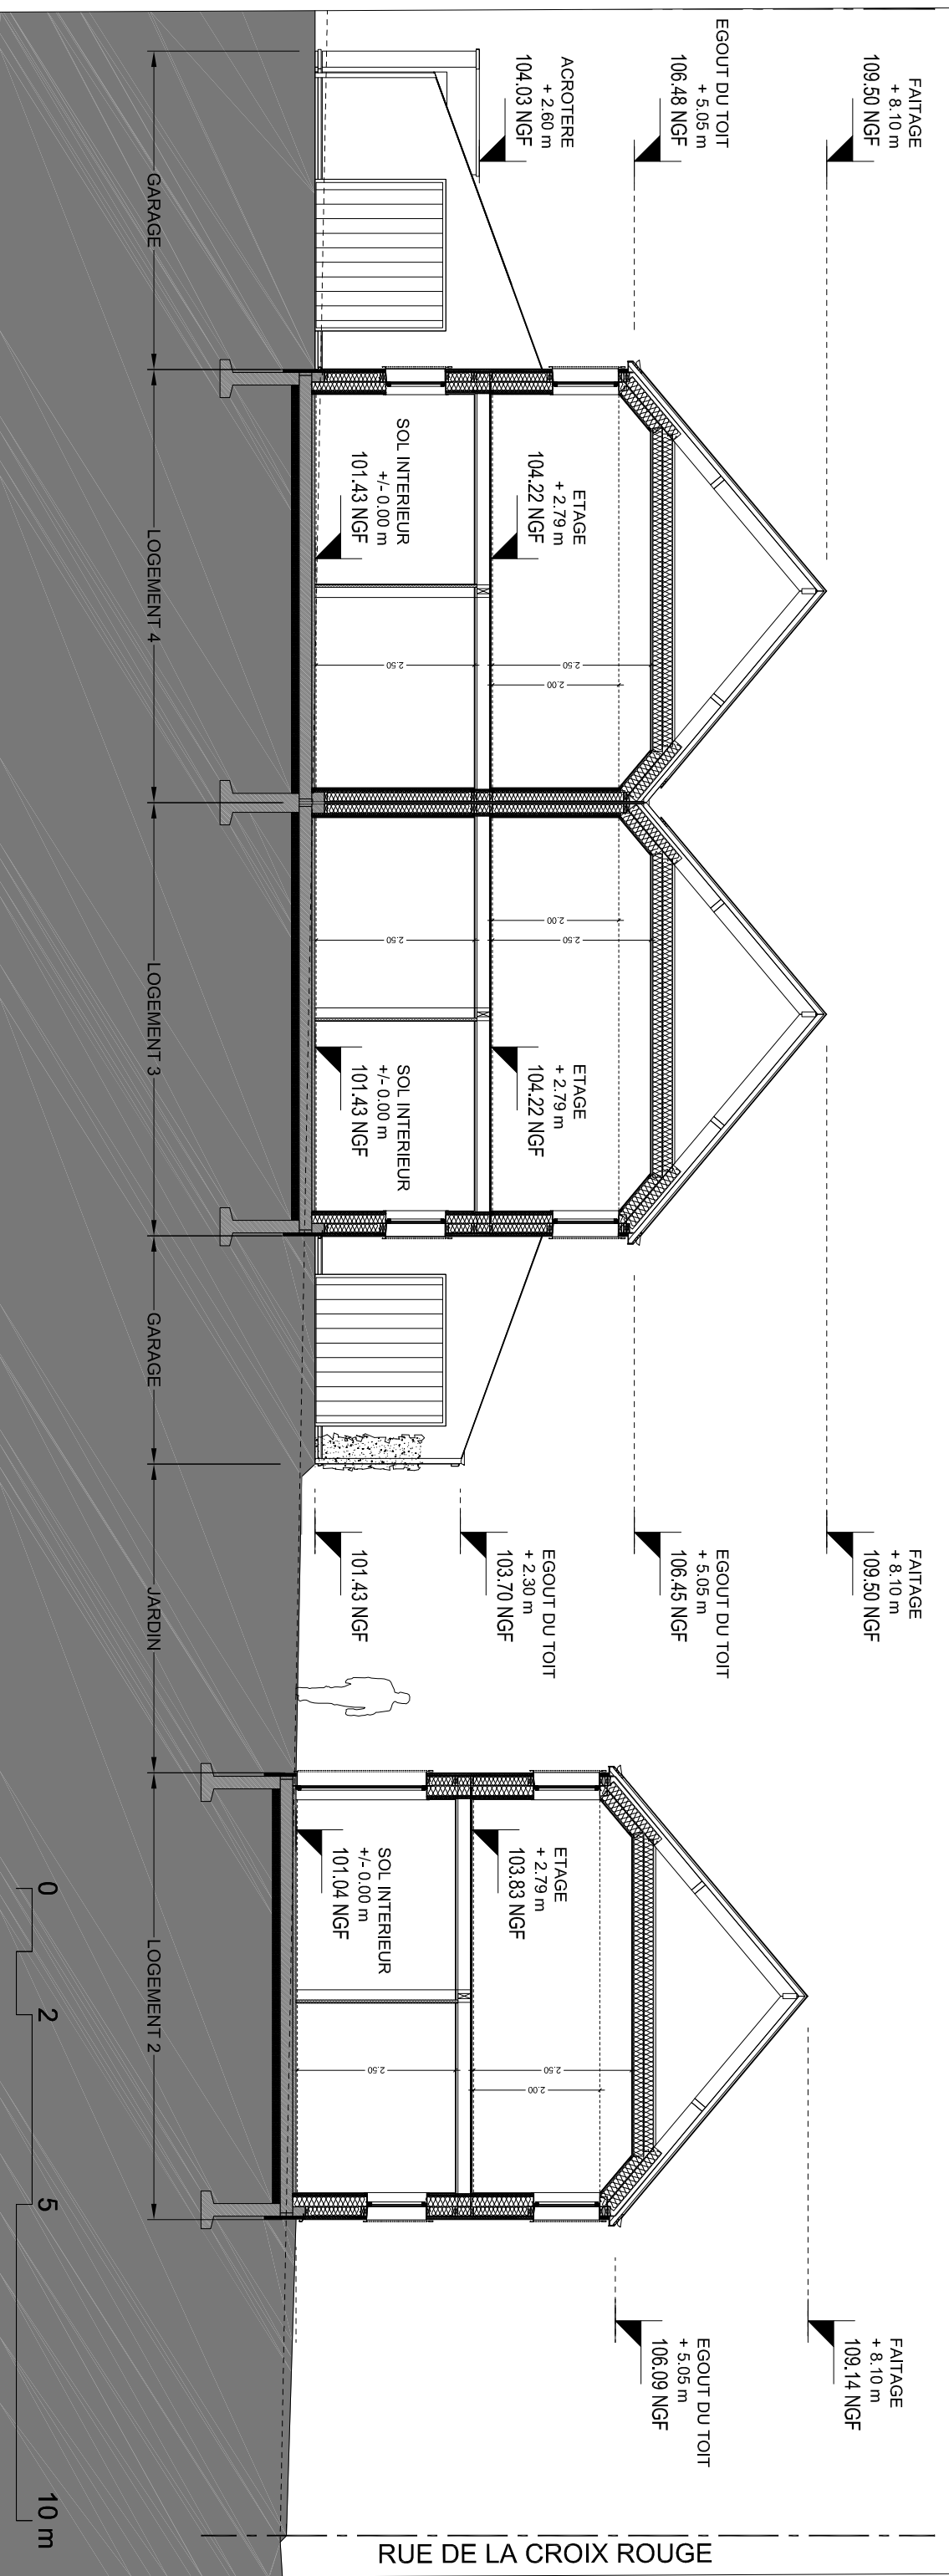 FAITAGE
+ 8.10 m
109.50 NGF
EGOUT DU TOIT
+ 5.05 m
106.48 NGF
ACROTERE
+ 2.60 m
104.03 NGF
ETAGE
+ 2.79 m
104.22 NGF
SOL INTERIEUR
+/- 0.00 m
101.43 NGF
2.50
2.00
2.50
2.00
2.50
2.50
ETAGE
+ 2.79 m
104.22 NGF
SOL INTERIEUR
+/- 0.00 m
101.43 NGF
FAITAGE
+ 8.10 m
109.50 NGF
EGOUT DU TOIT
+ 5.05 m
106.45 NGF
EGOUT DU TOIT
+ 2.30 m
103.70 NGF
101.43 NGF
ETAGE
+ 2.79 m
103.83 NGF
SOL INTERIEUR
+/- 0.00 m
101.04 NGF
2.50
2.00
2.50
FAITAGE
+ 8.10 m
109.14 NGF
EGOUT DU TOIT
+ 5.05 m
106.09 NGF
RUE DE LA CROIX ROUGE
GARAGE
LOGEMENT 4
LOGEMENT 3
GARAGE
JARDIN
LOGEMENT 2
0
2
5
10 m